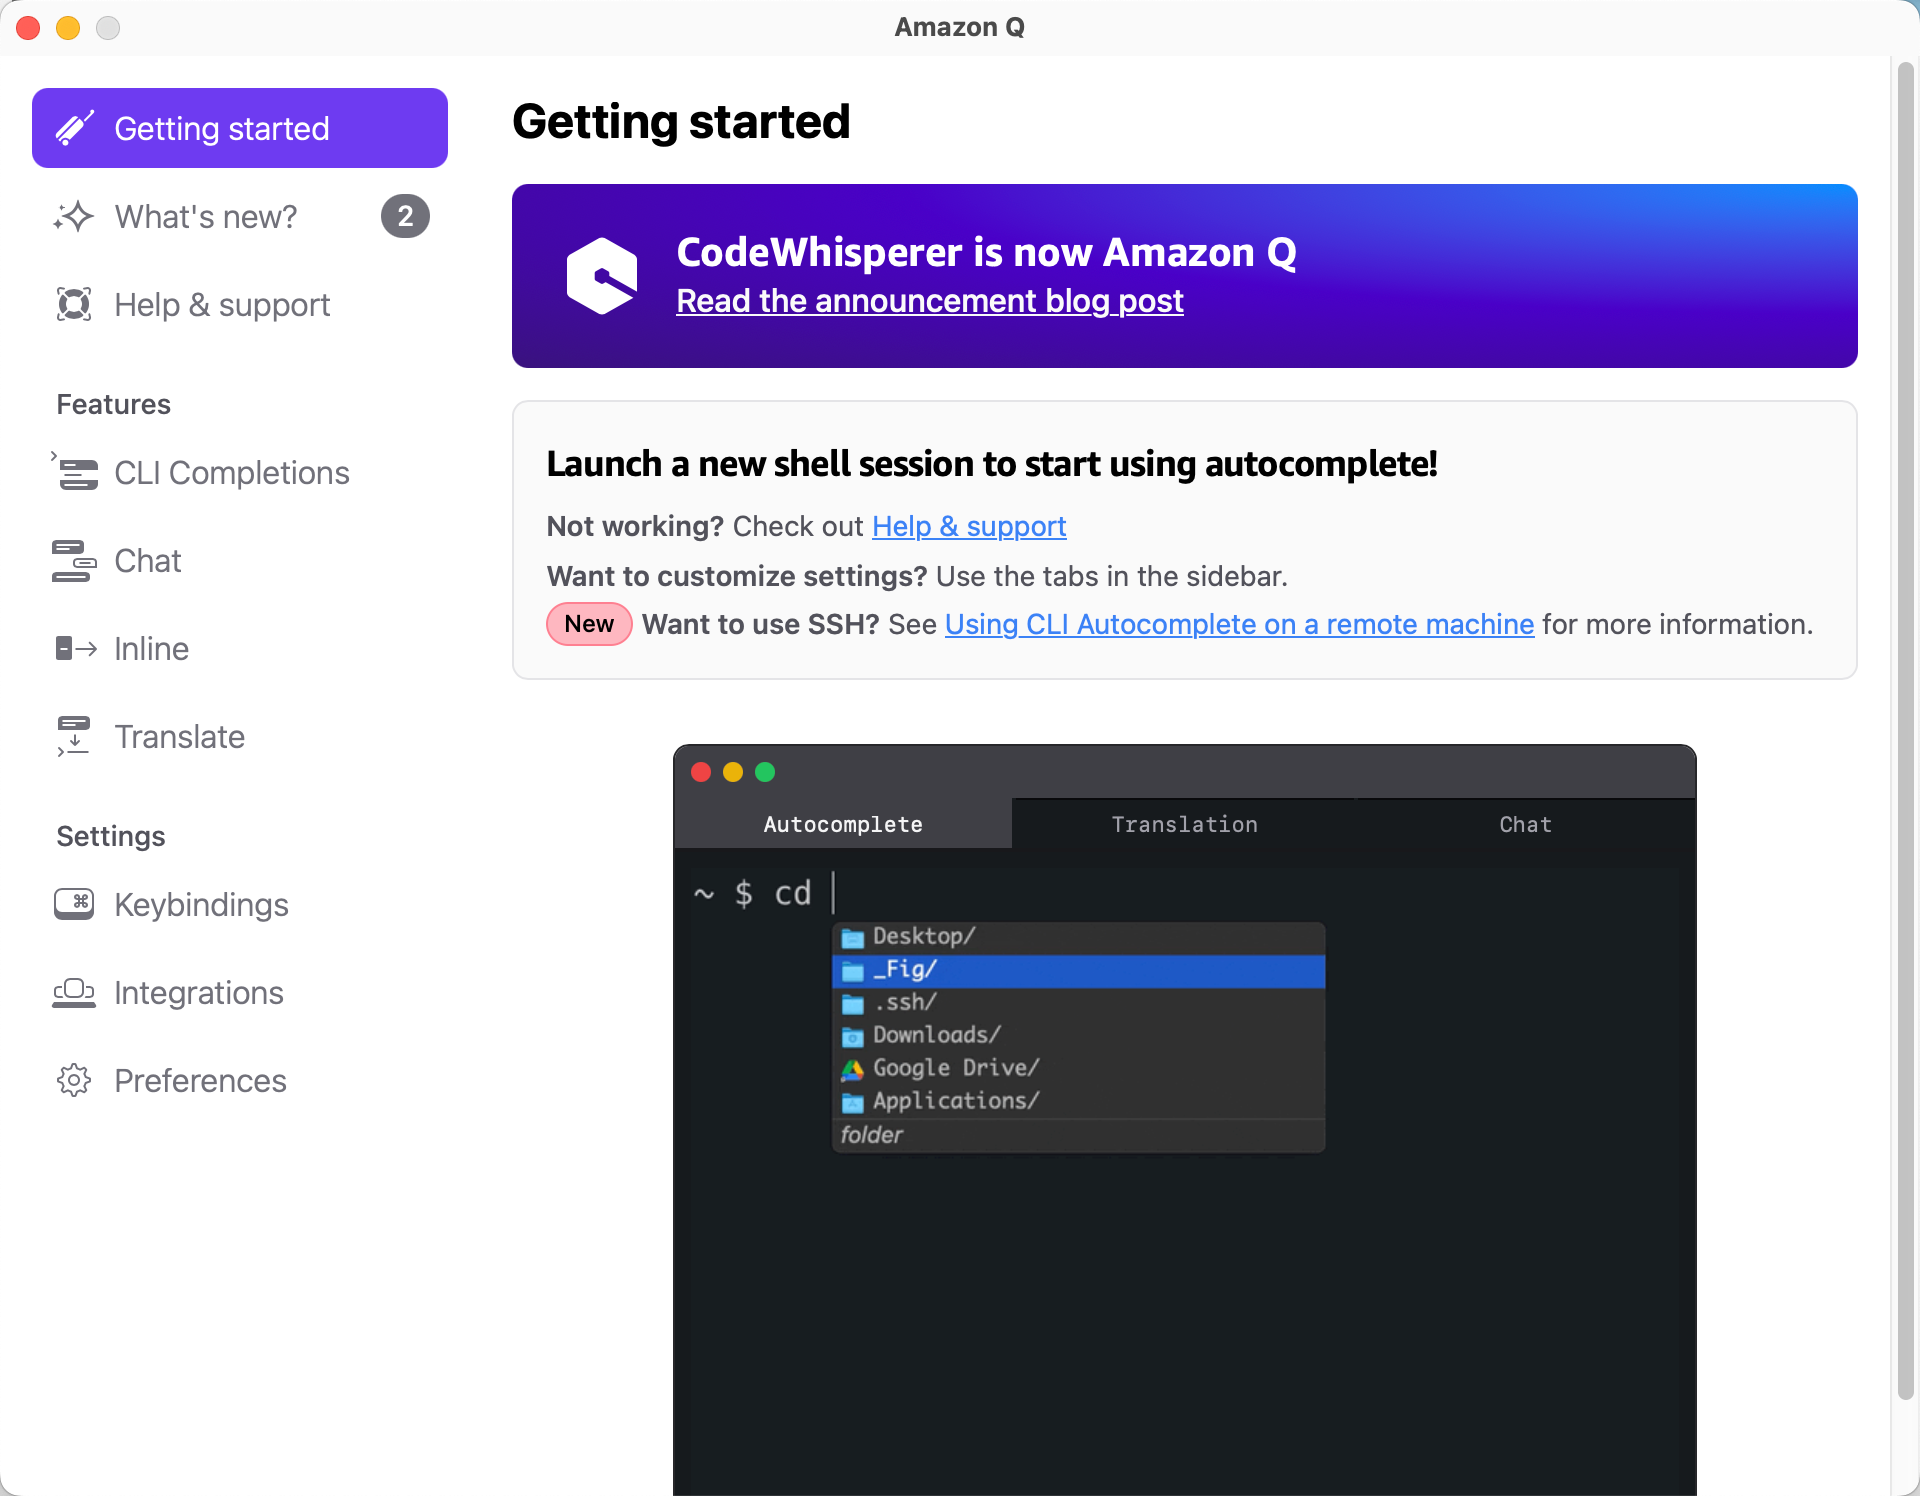 Amazon Q
Getting started
What's new?
2
Help & support
Features
CLI Completions
Chat
Inline
Translate
Settings
Keybindings
Integrations
Preferences
Getting started
CodeWhisperer is now Amazon Q
Read the announcement blog post
Launch a new shell session to start using autocomplete!
Not working? Check out Help & support
Want to customize settings? Use the tabs in the sidebar.
New Want to use SSH? See Using CLI Autocomplete on a remote machine for more information.
Autocomplete Translation Chat
~ $ cd
Desktop/
_Fig/
.ssh/
Downloads/
Google Drive/
Applications/
folder